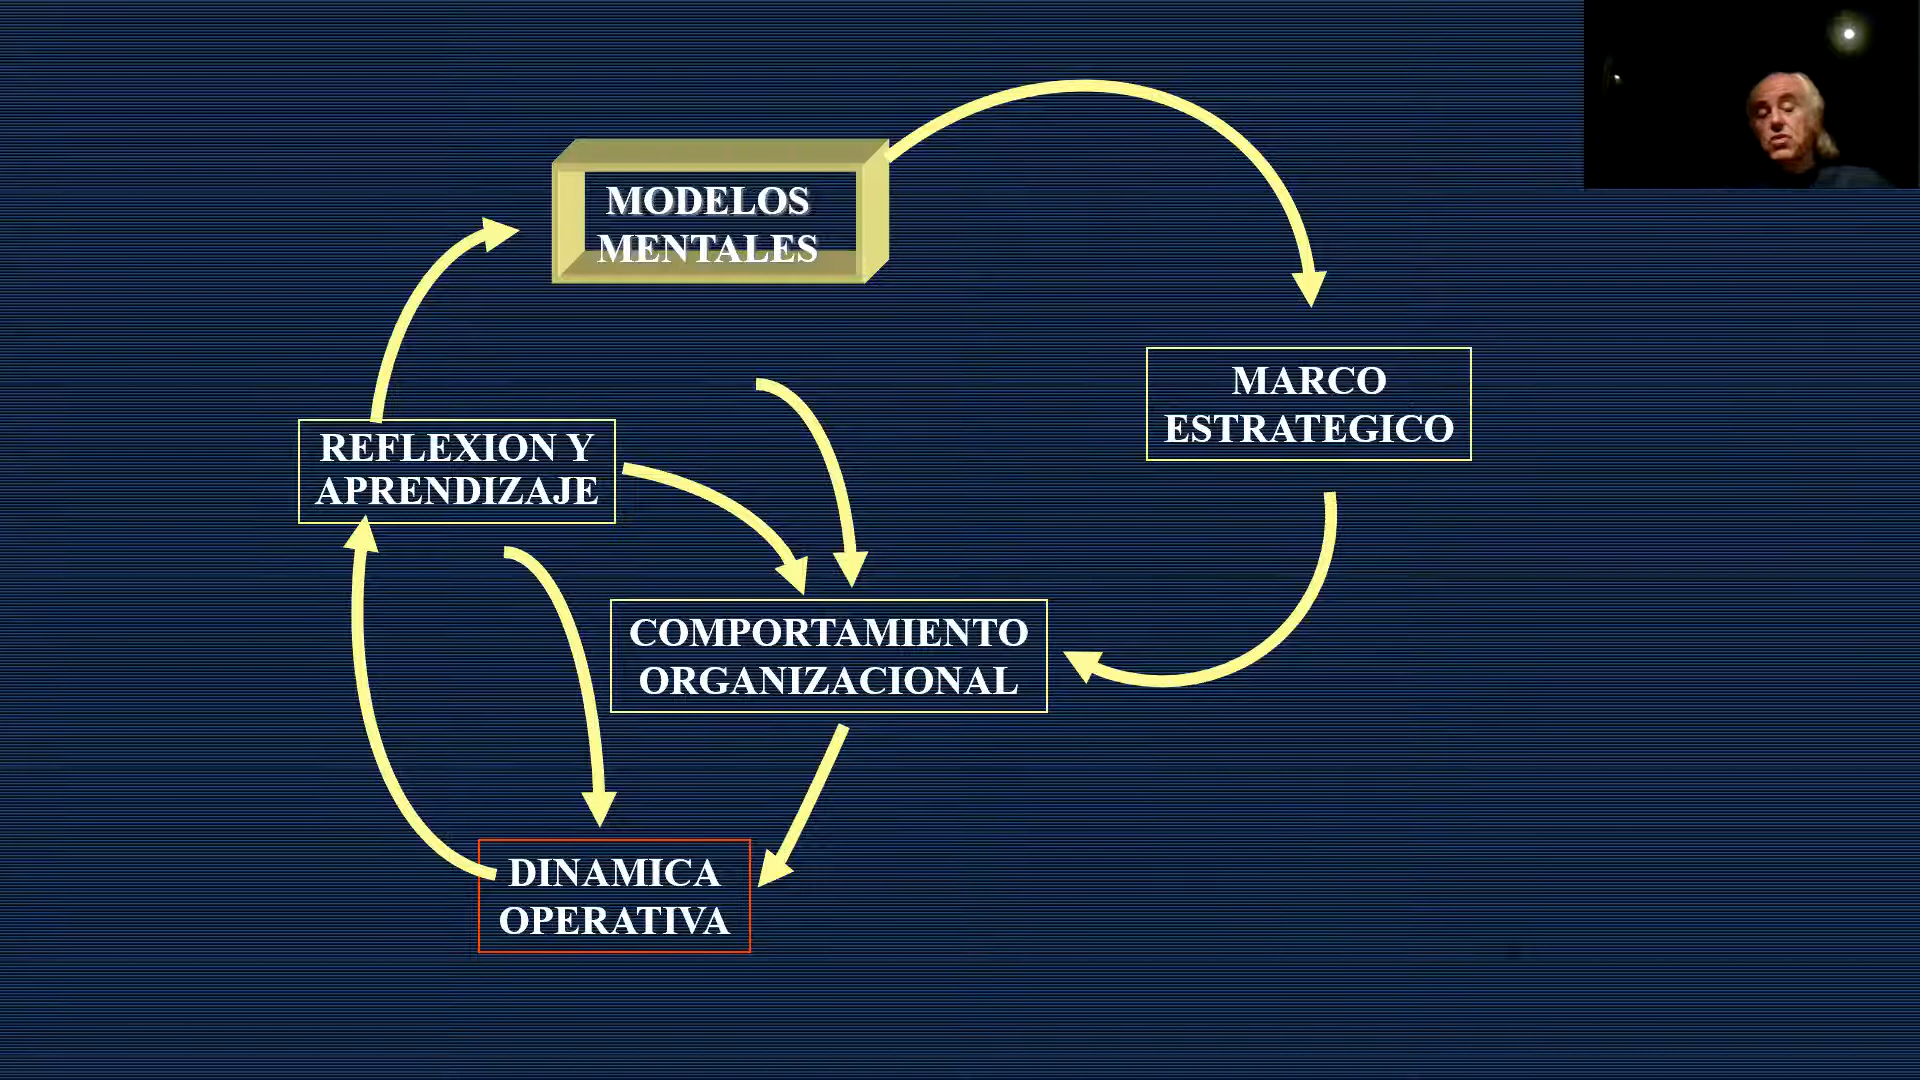 MODELOS
MENTALES
MARCO
ESTRATEGICO
REFLEXION Y
APRENDIZAJE
COMPORTAMIENTO
ORGANIZACIONAL
DINAMICA
OPERATIVA